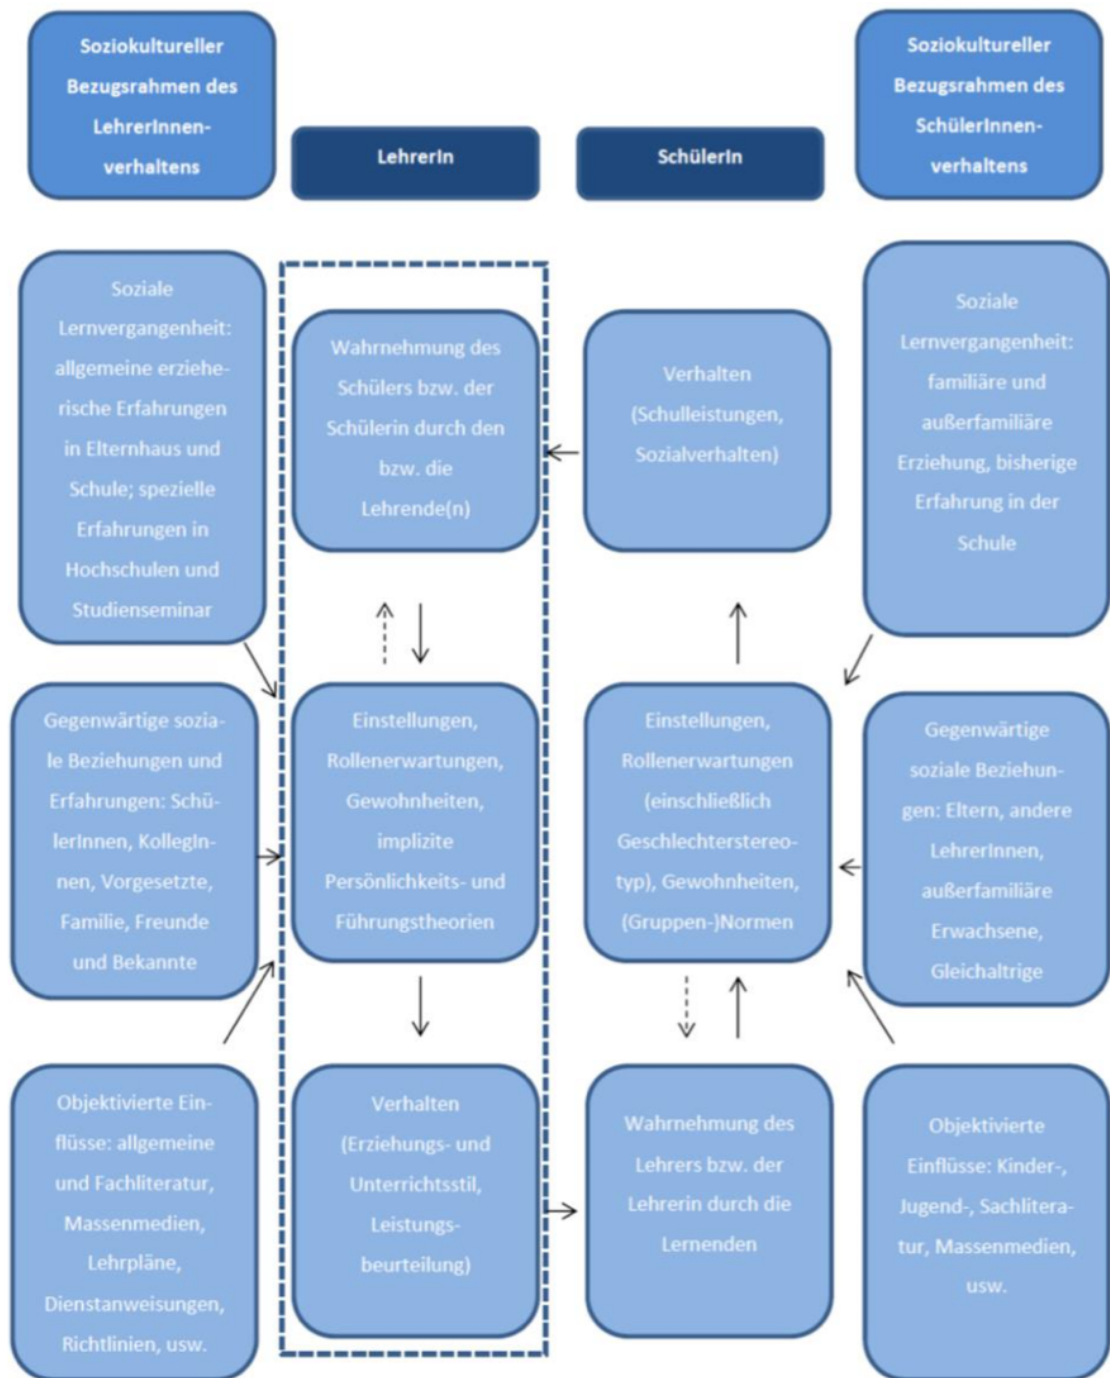 Soziokultureller
Bezugsrahmen des
LehrerInnen-
verhaltens
LehrerIn
SchülerIn
Soziokultureller
Bezugsrahmen des
SchülerInnen-
verhaltens
Soziale
Lernvergangenheit:
allgemeine erziehe-
rische Erfahrungen
in Elternhaus und
Schule; spezielle
Erfahrungen in
Hochschulen und
Studienseminar
Wahrnehmung des
Schülers bzw. der
Schülerin durch den
bzw. die
Lehrende(n)
Verhalten
(Schulleistungen,
Sozialverhalten)
Soziale
Lernvergangenheit:
familiäre und
außerfamiliäre
Erziehung, bisherige
Erfahrung in der
Schule
Gegenwärtige sozia-
le Beziehungen und
Erfahrungen: Schü-
lerInnen, KollegIn-
nen, Vorgesetzte,
Familie, Freunde
und Bekannte
Einstellungen,
Rollenerwartungen,
Gewohnheiten,
implizite
Persönlichkeits- und
Führungstheorien
Einstellungen,
Rollenerwartungen
(einschließlich
Geschlechterstereo-
typ), Gewohnheiten,
(Gruppen-)Normen
Gegenwärtige
soziale Beziehun-
gen: Eltern, andere
LehrerInnen,
außerfamiliäre
Erwachsene,
Gleichaltrige
Objektivierte Ein-
flüsse: allgemeine
und Fachliteratur,
Massenmedien,
Lehrpläne,
Dienstanweisungen,
Richtlinien, usw.
Verhalten
(Erziehungs- und
Unterrichtsstil,
Leistungs-
beurteilung)
Wahrnehmung des
Lehrers bzw. der
Lehrerin durch die
Lernenden
Objektivierte
Einflüsse: Kinder-,
Jugend-, Sachlitera-
tur, Massenmedien,
usw.